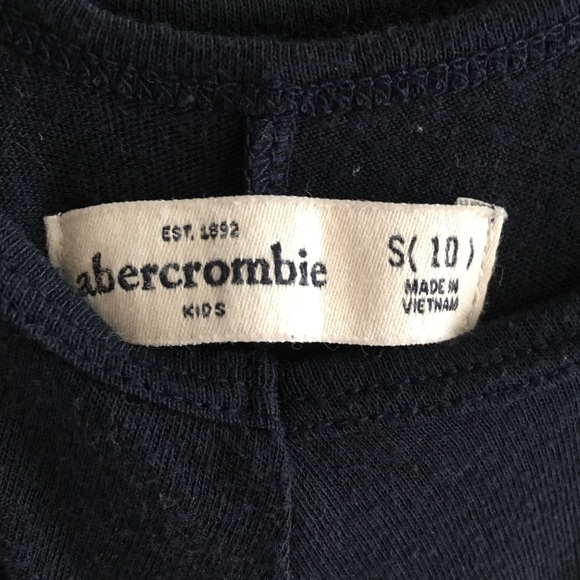 EST. 1892
abercrombie
KIDS
S( 10 )
MADE IN
VIETNAM